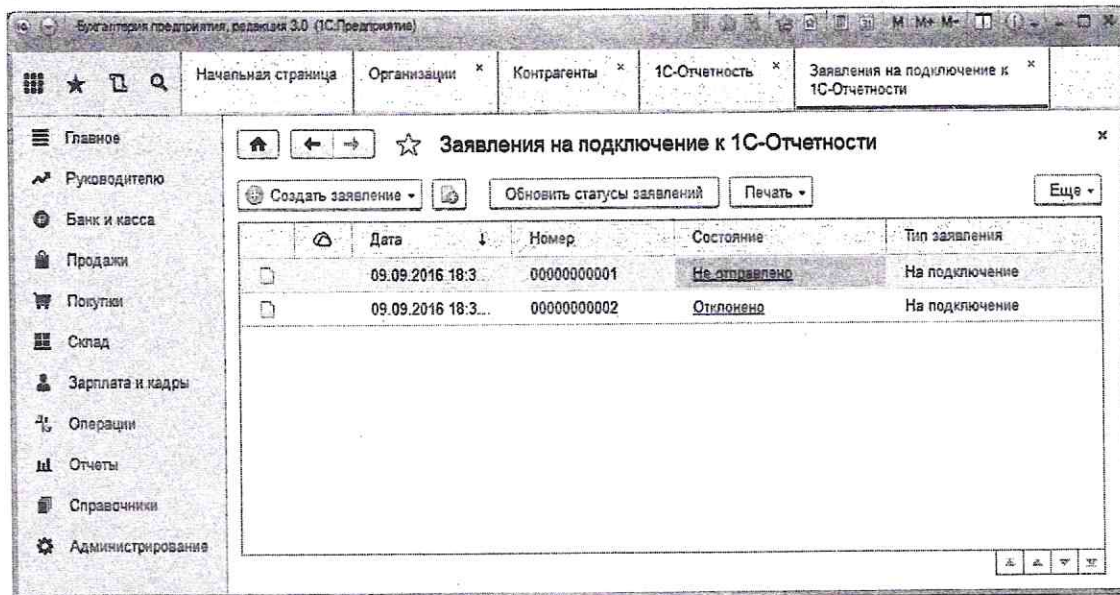 Бухгалтерия предприятия, редакция 3.0 (1С:Предприятие)
M M+ M-
Начальная страница
Организации ×
Контрагенты ×
1С-Отчетность ×
Заявления на подключение к
1С-Отчетности ×
Главное
Руководителю
Банк и касса
Продажи
Покупки
Склад
Зарплата и кадры
Операции
Отчеты
Справочники
Администрирование
Заявления на подключение к 1С-Отчетности ×
Создать заявление
Обновить статусы заявлений
Печать
Еще
Дата Номер Состояние Тип заявления
09.09.2016 18:3... 00000000001 Не отправлено На подключение
09.09.2016 18:3... 00000000002 Отклонено На подключение